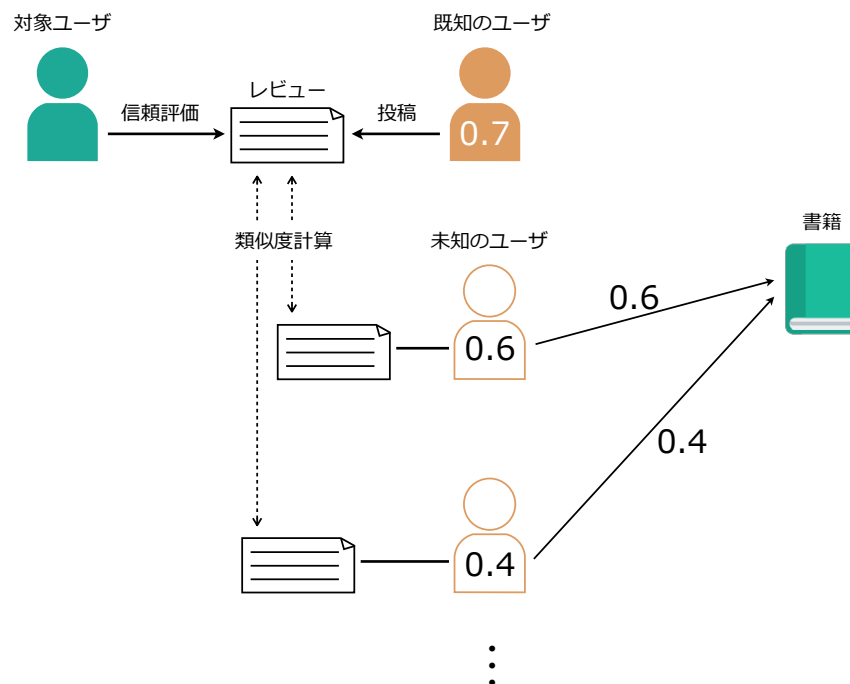 対象ユーザ
既知のユーザ
レビュー
信頼評価
投稿
0.7
書籍
類似度計算
未知のユーザ
0.6
0.6
0.4
0.4